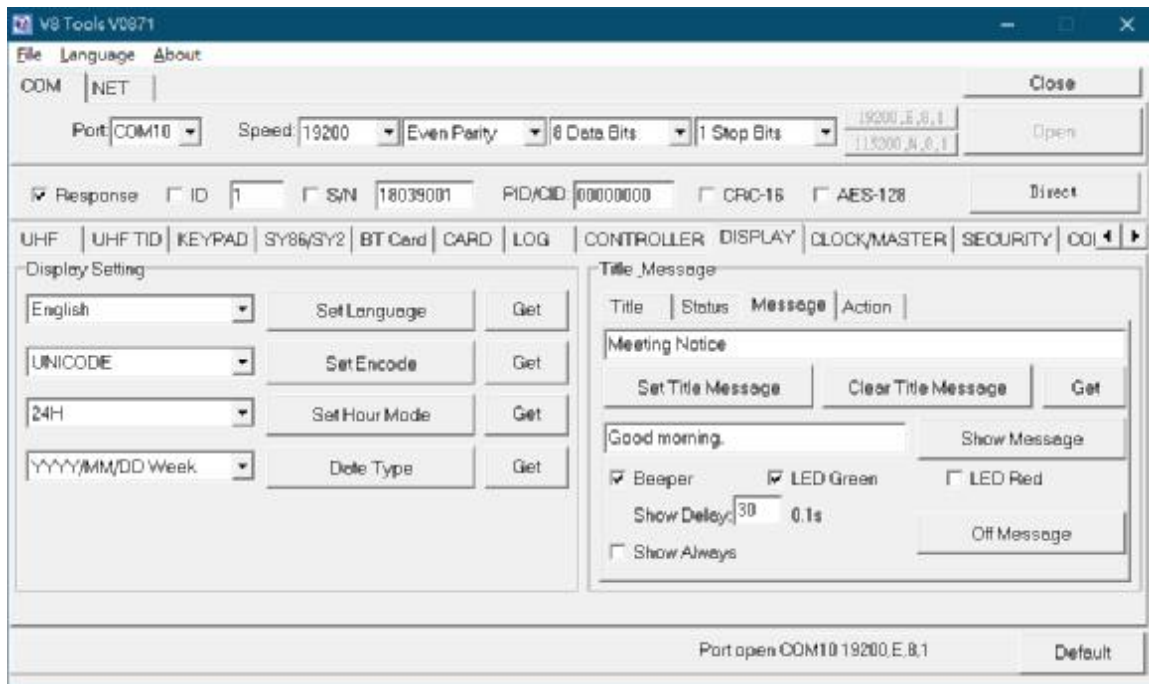 V8 Tools V0871
File Language About
COM NET Close
Port: COM10 Speed: 19200 Even Parity 8 Data Bits 1 Stop Bits 19200,E,8,1 Open
115200,N,8,1
Response ID 1 S/N 18039001 PID/CID: 00000000 CRC-16 AES-128 Direct
UHF UHF TID KEYPAD SY86/SY2 BT Card CARD LOG CONTROLLER DISPLAY CLOCK/MASTER SECURITY
Display Setting Title_Message
English Set Language Get Title Status Message Action
Meeting Notice
UNICODE Set Encode Get
Set Title Message Clear Title Message Get
24H Set Hour Mode Get
Good morning. Show Message
YYYY/MM/DD Week Date Type Get
Beeper LED Green LED Red
Show Delay: 30 0.1s
Off Message
Show Always
Port open COM10 19200,E,8,1 Default